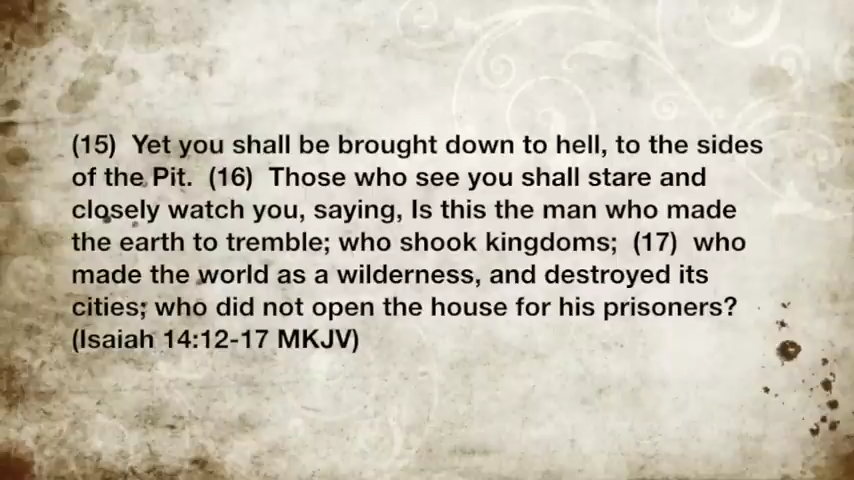 (15)  Yet you shall be brought down to hell, to the sides
of the Pit.  (16)  Those who see you shall stare and
closely watch you, saying, Is this the man who made
the earth to tremble; who shook kingdoms;  (17)  who
made the world as a wilderness, and destroyed its
cities; who did not open the house for his prisoners?
(Isaiah 14:12-17 MKJV)